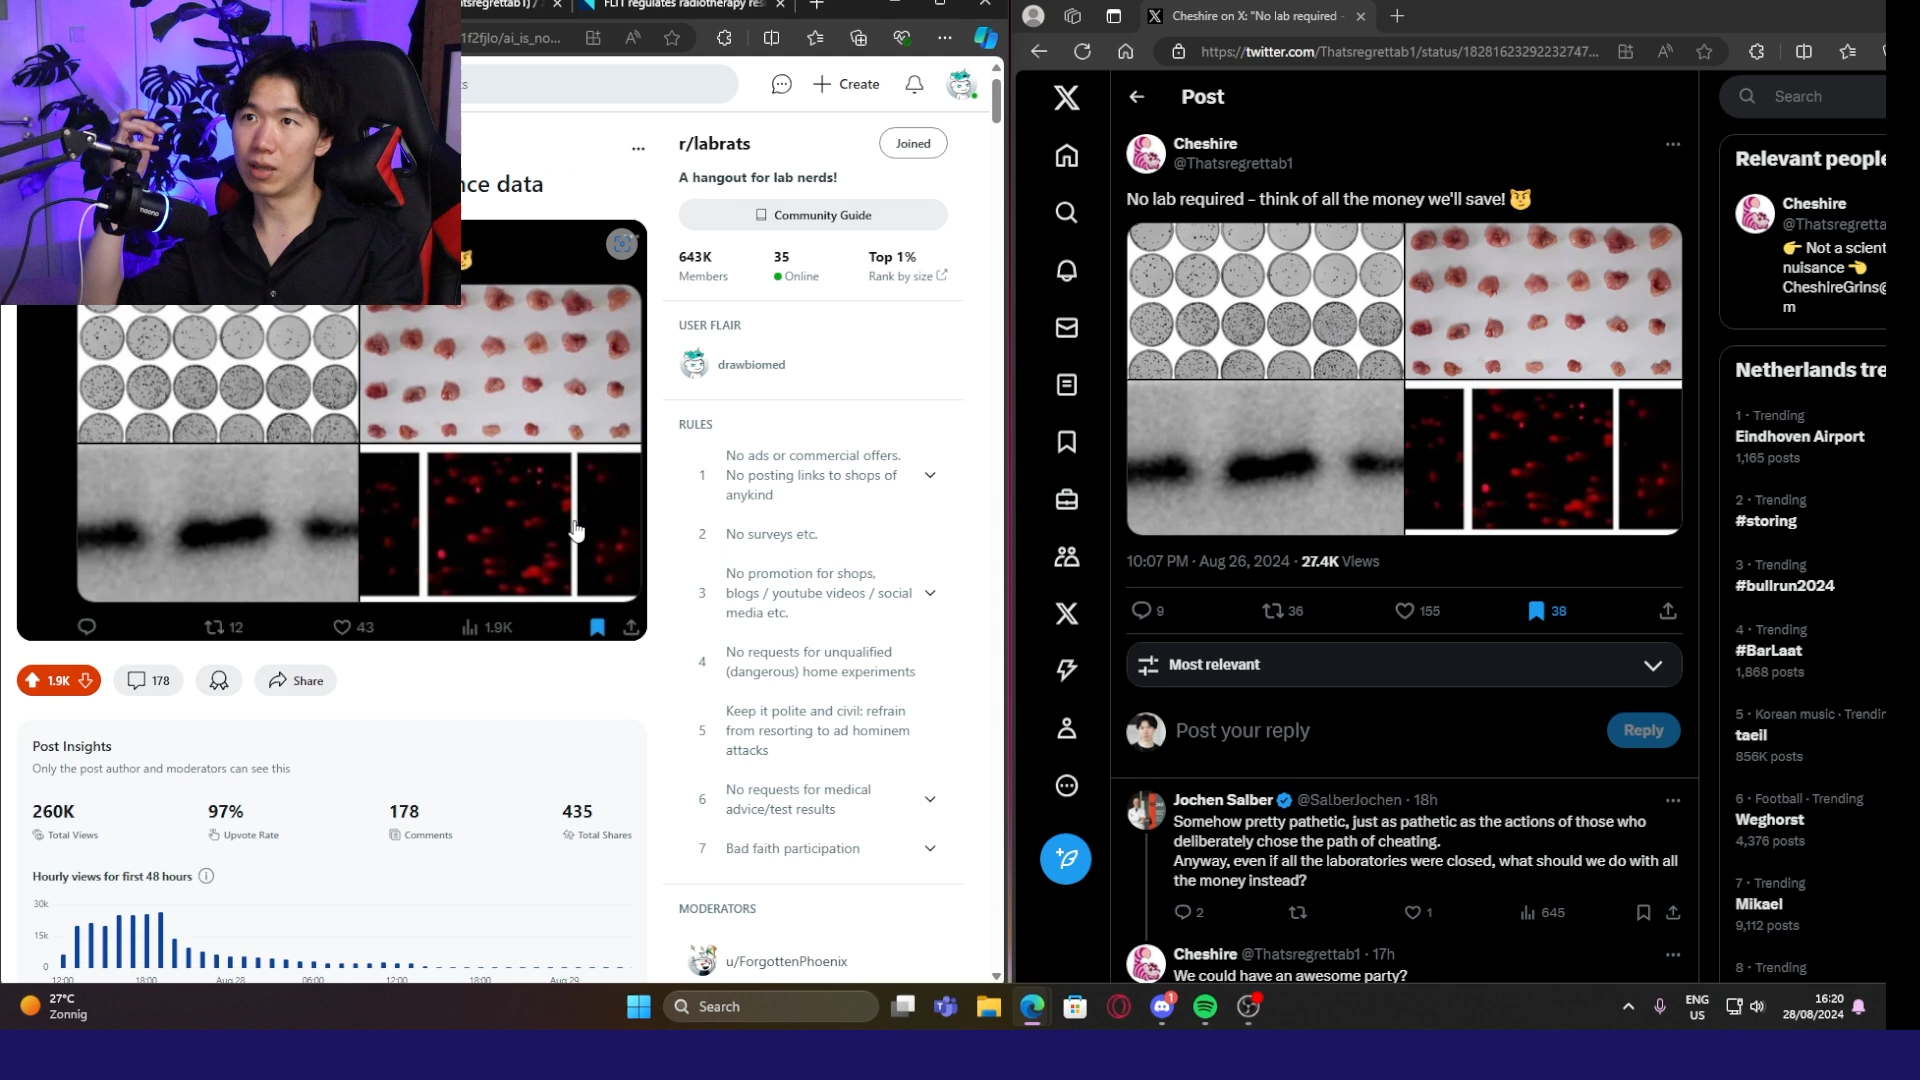 atsregrettab1) /
FLIT regulates radiotherapy res
1f2fjlo/ai_is_no...
Create
nce data
r/labrats
Joined
A hangout for lab nerds!
Community Guide
643K
Members
35
Online
Top 1%
Rank by size
USER FLAIR
drawbiomed
RULES
1
No ads or commercial offers.
No posting links to shops of
anykind
2
No surveys etc.
3
No promotion for shops,
blogs / youtube videos / social
media etc.
4
No requests for unqualified
(dangerous) home experiments
5
Keep it polite and civil: refrain
from resorting to ad hominem
attacks
6
No requests for medical
advice/test results
7
Bad faith participation
MODERATORS
u/ForgottenPhoenix
12
43
1.9K
1.9K
178
Share
Post Insights
Only the post author and moderators can see this
260K
Total Views
97%
Upvote Rate
178
Comments
435
Total Shares
Hourly views for first 48 hours
30k
15k
0
12:00
18:00
Aug 28
06:00
12:00
18:00
Aug 29
Cheshire on X: "No lab required -
https://twitter.com/Thatsregrettab1/status/18281623292232747...
Post
Cheshire
@Thatsregrettab1
No lab required - think of all the money we'll save! 😼
10:07 PM · Aug 26, 2024 · 27.4K Views
9
36
155
38
Most relevant
Post your reply
Reply
Jochen Salber @SalberJochen · 18h
Somehow pretty pathetic, just as pathetic as the actions of those who
deliberately chose the path of cheating.
Anyway, even if all the laboratories were closed, what should we do with all
the money instead?
2
1
645
Cheshire @Thatsregrettab1 · 17h
We could have an awesome party?
Search
Relevant people
Cheshire
@Thatsregretta
👉 Not a scient
nuisance 👈
CheshireGrins@
m
Netherlands tre
1 · Trending
Eindhoven Airport
1,165 posts
2 · Trending
#storing
3 · Trending
#bullrun2024
4 · Trending
#BarLaat
1,868 posts
5 · Korean music · Trendin
taeil
856K posts
6 · Football · Trending
Weghorst
4,376 posts
7 · Trending
Mikael
9,112 posts
8 · Trending
27°C
Zonnig
Search
1
ENG
US
16:20
28/08/2024